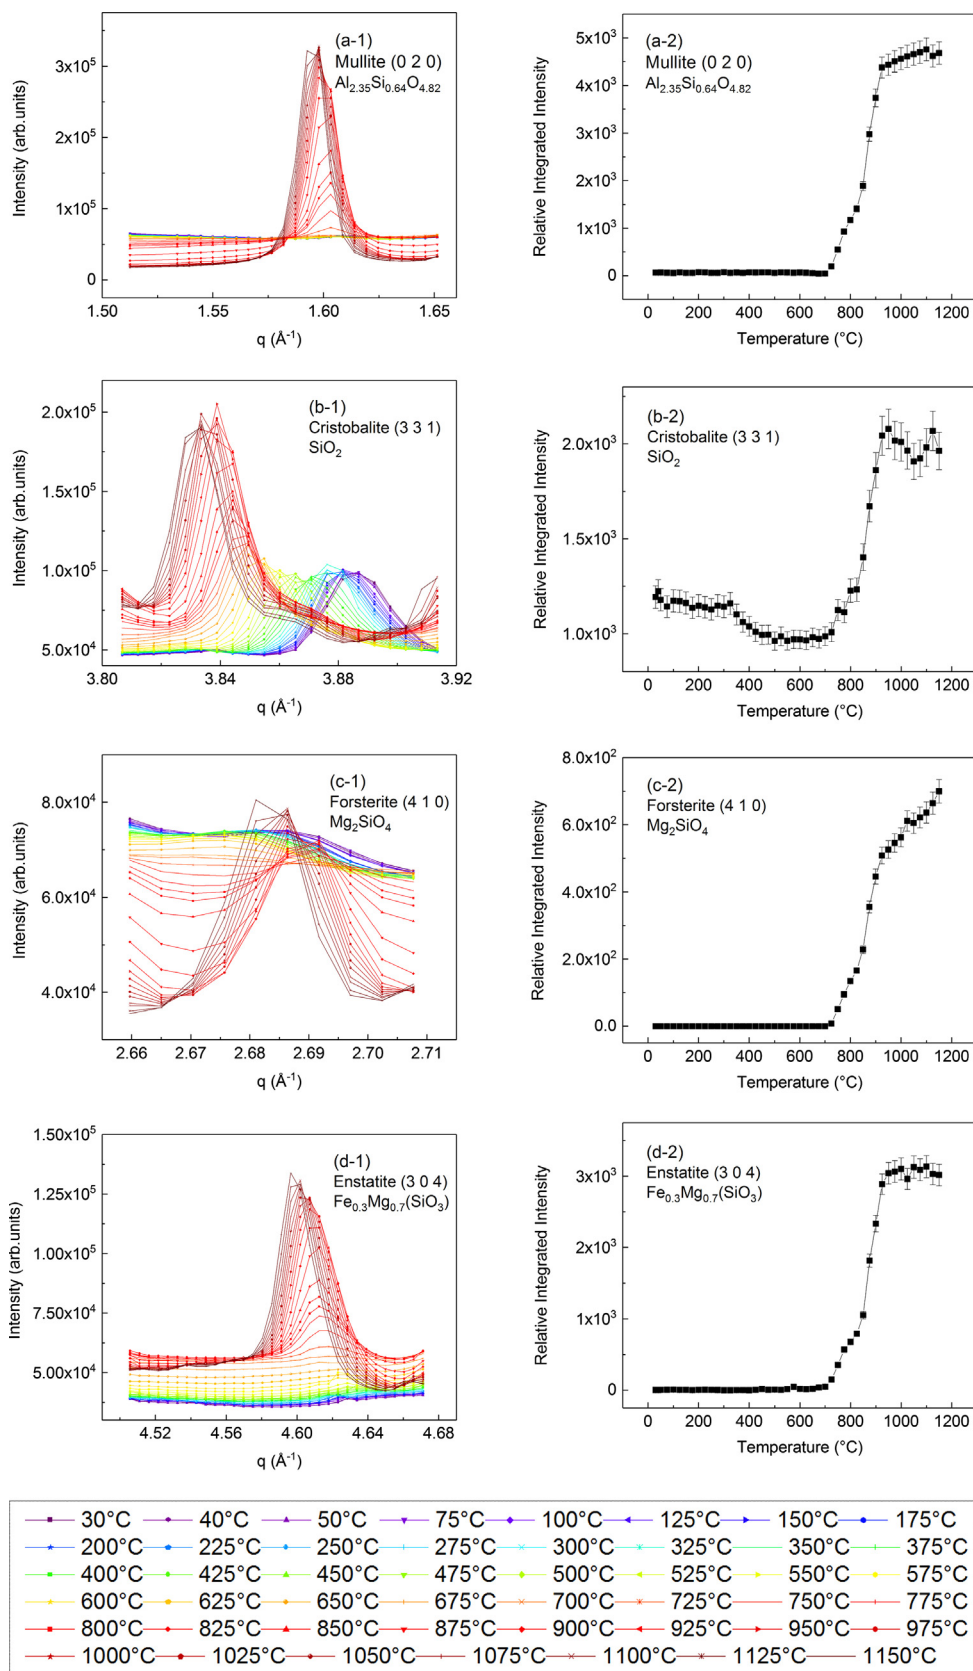 (a-1)
Mullite (0 2 0)
Al2.35Si0.64O4.82
Intensity (arb.units)
3x10^5
2x10^5
1x10^5
0
1.50 1.55 1.60 1.65
q (Å^-1)
(a-2)
Mullite (0 2 0)
Al2.35Si0.64O4.82
Relative Integrated Intensity
5x10^3
4x10^3
3x10^3
2x10^3
1x10^3
0
0 200 400 600 800 1000 1200
Temperature (°C)
(b-1)
Cristobalite (3 3 1)
SiO2
Intensity (arb.units)
2.0x10^5
1.5x10^5
1.0x10^5
5.0x10^4
3.80 3.84 3.88 3.92
q (Å^-1)
(b-2)
Cristobalite (3 3 1)
SiO2
Relative Integrated Intensity
2.0x10^3
1.5x10^3
1.0x10^3
0 200 400 600 800 1000 1200
Temperature (°C)
(c-1)
Forsterite (4 1 0)
Mg2SiO4
Intensity (arb.units)
8.0x10^4
6.0x10^4
4.0x10^4
2.66 2.67 2.68 2.69 2.70 2.71
q (Å^-1)
(c-2)
Forsterite (4 1 0)
Mg2SiO4
Relative Integrated Intensity
8.0x10^2
6.0x10^2
4.0x10^2
2.0x10^2
0.0
0 200 400 600 800 1000 1200
Temperature (°C)
(d-1)
Enstatite (3 0 4)
Fe0.3Mg0.7(SiO3)
Intensity (arb.units)
1.50x10^5
1.25x10^5
1.00x10^5
7.50x10^4
5.00x10^4
4.52 4.56 4.60 4.64 4.68
q (Å^-1)
(d-2)
Enstatite (3 0 4)
Fe0.3Mg0.7(SiO3)
Relative Integrated Intensity
3x10^3
2x10^3
1x10^3
0
0 200 400 600 800 1000 1200
Temperature (°C)
30°C 40°C 50°C 75°C 100°C 125°C 150°C 175°C
200°C 225°C 250°C 275°C 300°C 325°C 350°C 375°C
400°C 425°C 450°C 475°C 500°C 525°C 550°C 575°C
600°C 625°C 650°C 675°C 700°C 725°C 750°C 775°C
800°C 825°C 850°C 875°C 900°C 925°C 950°C 975°C
1000°C 1025°C 1050°C 1075°C 1100°C 1125°C 1150°C